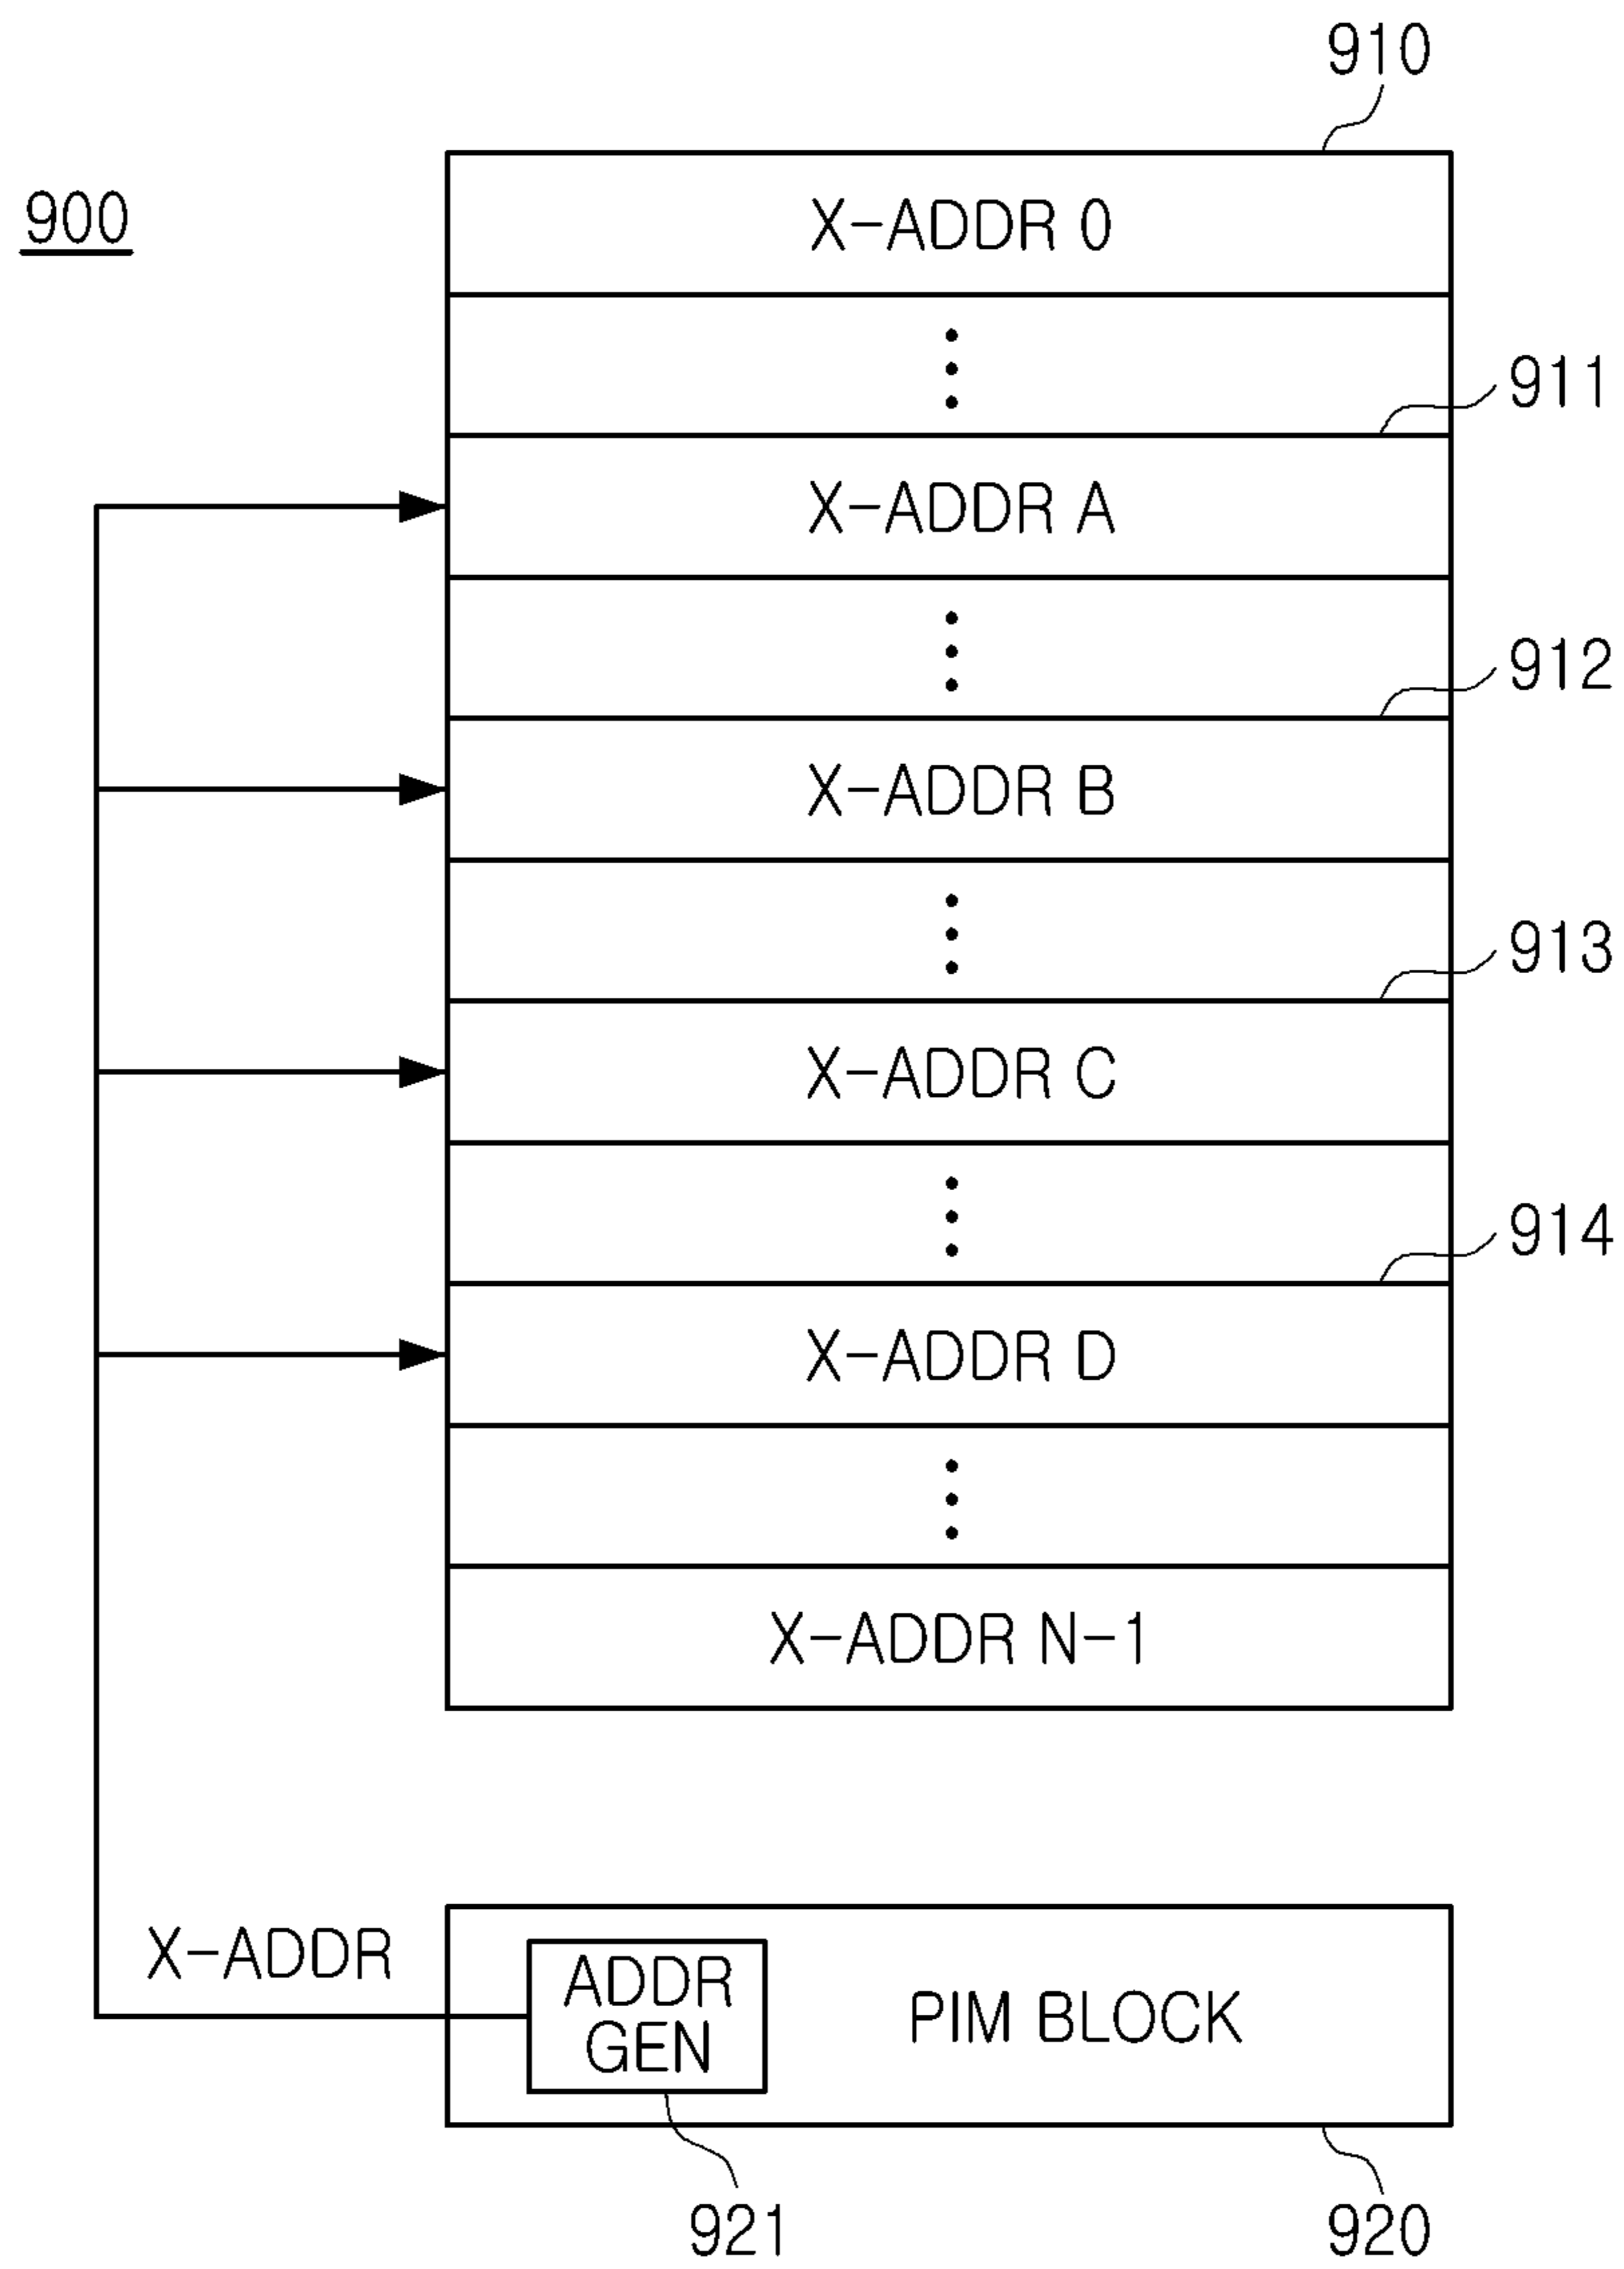 910
900
X-ADDR 0
911
X-ADDR A
912
X-ADDR B
913
X-ADDR C
914
X-ADDR D
X-ADDR N-1
X-ADDR
ADDR
GEN
PIM BLOCK
921
920